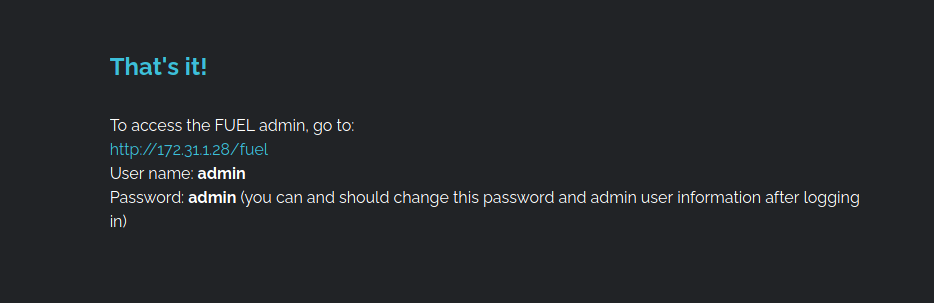 That's it!
To access the FUEL admin, go to:
http://172.31.1.28/fuel
User name: admin
Password: admin (you can and should change this password and admin user information after logging
in)